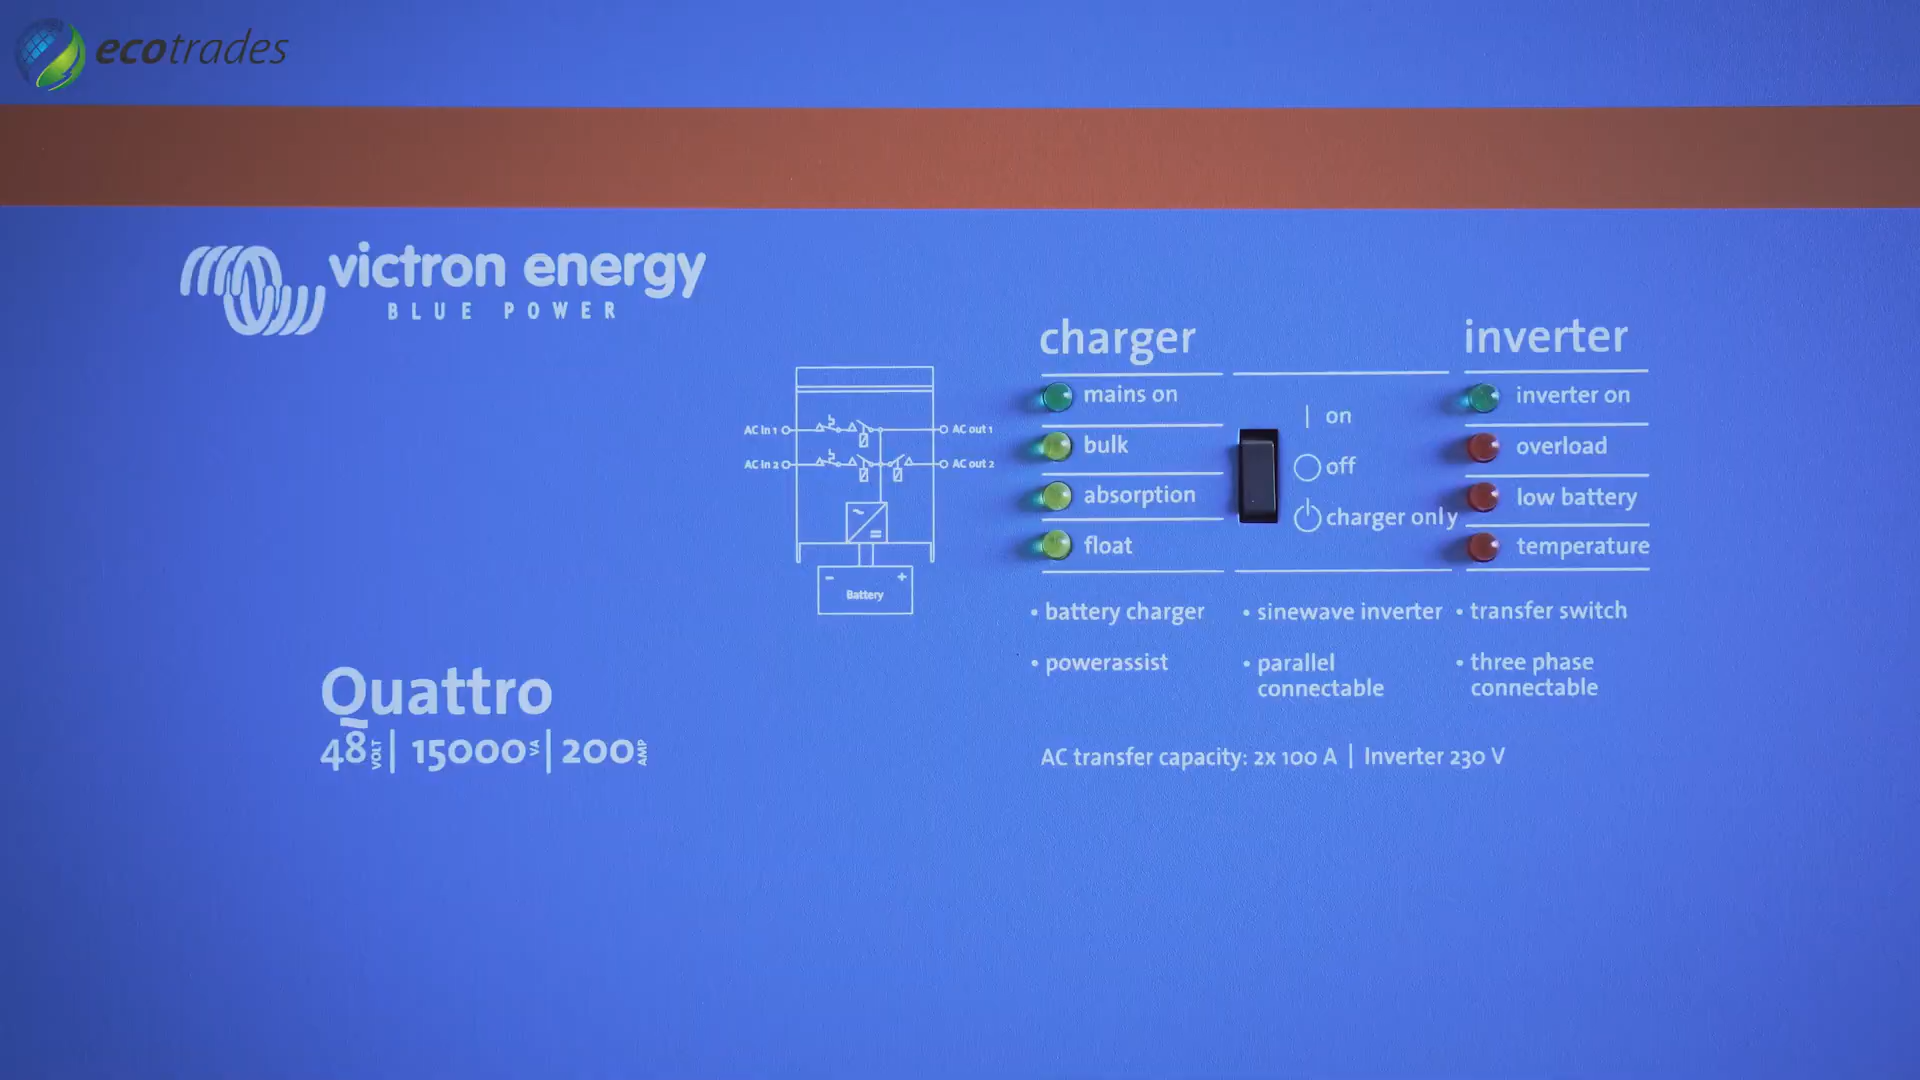 ecotrades
victron energy
BLUE POWER
charger
inverter
mains on
bulk
absorption
float
| on
off
charger only
inverter on
overload
low battery
temperature
AC in 1
AC out 1
AC in 2
AC out 2
- +
Battery
• battery charger
• sinewave inverter
• transfer switch
• powerassist
• parallel
connectable
• three phase
connectable
Quattro
48 VOLT | 15000 VA | 200 AMP
AC transfer capacity: 2x 100 A | Inverter 230 V